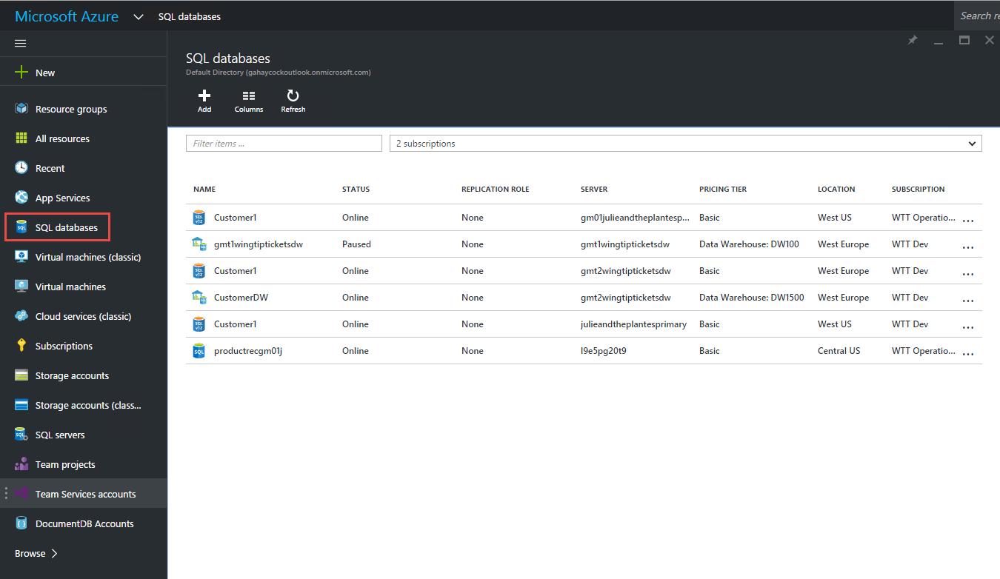 Microsoft Azure SQL databases Search re
SQL databases
Default Directory (gahaycockoutlook.onmicrosoft.com)
New
Add Columns Refresh
Resource groups
All resources
Recent
App Services
SQL databases
Virtual machines (classic)
Virtual machines
Cloud services (classic)
Subscriptions
Storage accounts
Storage accounts (class...
SQL servers
Team projects
Team Services accounts
DocumentDB Accounts
Browse
Filter items ... 2 subscriptions
NAME STATUS REPLICATION ROLE SERVER PRICING TIER LOCATION SUBSCRIPTION
Customer1 Online None gm01julieandtheplantesp... Basic West US WTT Operatio... ...
gmt1wingtipticketsdw Paused None gmt1wingtipticketsdw Data Warehouse: DW100 West Europe WTT Dev ...
Customer1 Online None gmt2wingtipticketsdw Basic West Europe WTT Dev ...
CustomerDW Online None gmt2wingtipticketsdw Data Warehouse: DW1500 West Europe WTT Dev ...
Customer1 Online None julieandtheplantesprimary Basic West US WTT Dev ...
productrecgm01j Online None l9e5pg20t9 Basic Central US WTT Operatio... ...